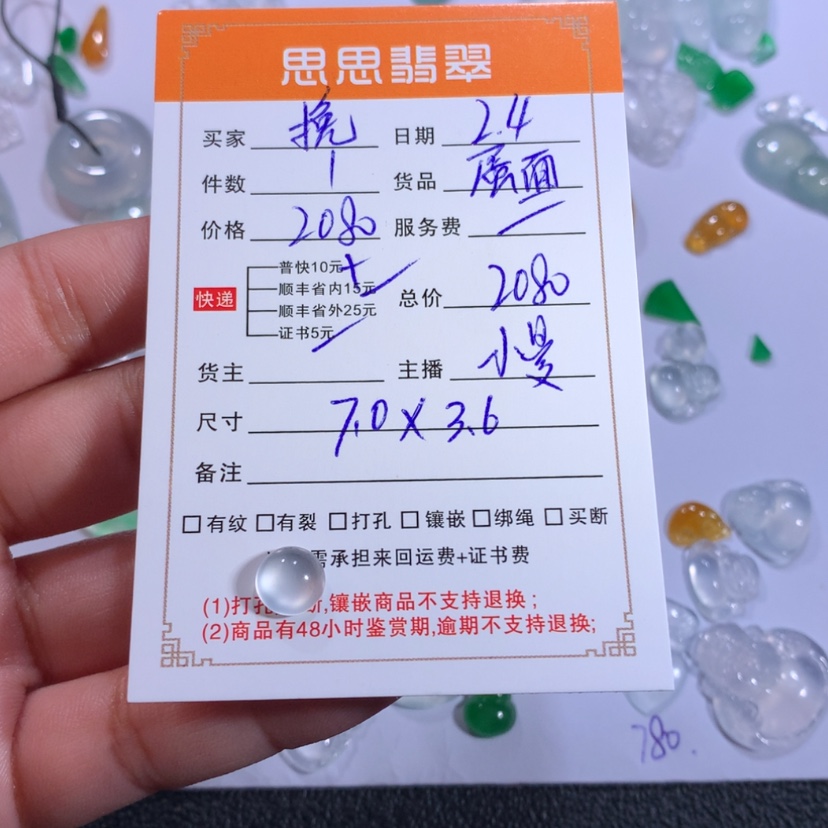 思思翡翠
买家 挽 日期 2.4
件数 1 货品 蛋面
价格 2080 服务费
普快10元
顺丰省内15元
快递 总价 2080
顺丰省外25元
证书5元
货主 主播 小曼
尺寸 7.0 X 3.6
备注
有纹 有裂 打孔 镶嵌 绑绳 买断
需承担来回运费+证书费
(1)打孔 ,镶嵌商品不支持退换;
(2)商品有48小时鉴赏期,逾期不支持退换;
780.